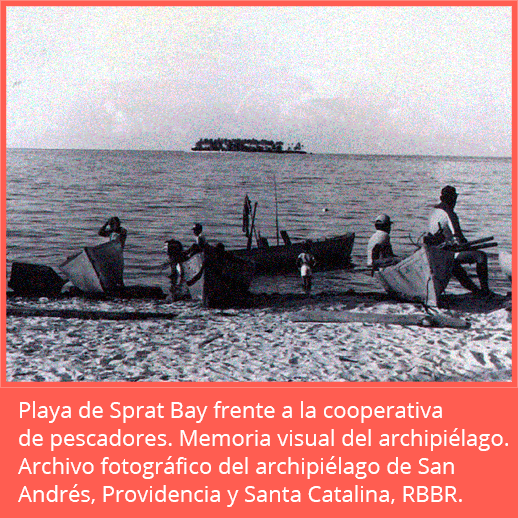 Playa de Sprat Bay frente a la cooperativa
de pescadores. Memoria visual del archipiélago.
Archivo fotográfico del archipiélago de San
Andrés, Providencia y Santa Catalina, RBBR.